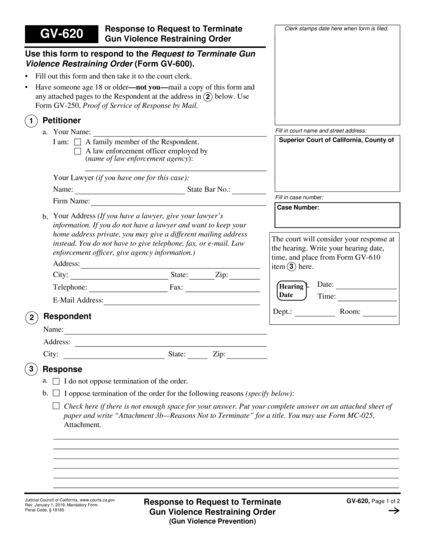 GV-620
Response to Request to Terminate
Gun Violence Restraining Order
Clerk stamps date here when form is filed.
Use this form to respond to the Request to Terminate Gun
Violence Restraining Order (Form GV-600).
• Fill out this form and then take it to the court clerk.
• Have someone age 18 or older—not you—mail a copy of this form and
any attached pages to the Respondent at the address in 2 below. Use
Form GV-250, Proof of Service of Response by Mail.
1 Petitioner
a. Your Name:
I am: A family member of the Respondent.
A law enforcement officer employed by
(name of law enforcement agency):
Your Lawyer (if you have one for this case):
Name: State Bar No.:
Firm Name:
b. Your Address (If you have a lawyer, give your lawyer's
information. If you do not have a lawyer and want to keep your
home address private, you may give a different mailing address
instead. You do not have to give telephone, fax, or e-mail. Law
enforcement officer, give agency information.)
Address:
City: State: Zip:
Telephone: Fax:
E-Mail Address:
Fill in court name and street address:
Superior Court of California, County of
Fill in case number:
Case Number:
The court will consider your response at
the hearing. Write your hearing date,
time, and place from Form GV-610
item 3 here.
Hearing Date
Date:
Time:
Dept.: Room:
2 Respondent
Name:
Address:
City: State: Zip:
3 Response
a. I do not oppose termination of the order.
b. I oppose termination of the order for the following reasons (specify below):
Check here if there is not enough space for your answer. Put your complete answer on an attached sheet of
paper and write "Attachment 3b—Reasons Not to Terminate" for a title. You may use Form MC-025,
Attachment.
Judicial Council of California, www.courts.ca.gov
Rev. January 1, 2019, Mandatory Form
Penal Code, § 18185
Response to Request to Terminate
Gun Violence Restraining Order
(Gun Violence Prevention)
GV-620, Page 1 of 2